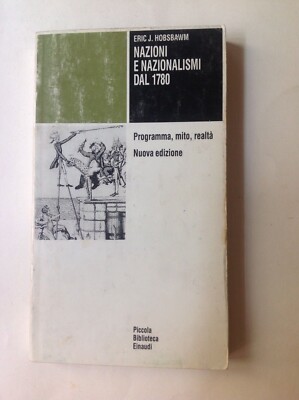 ERIC J. HOBSBAWM
NAZIONI
E NAZIONALISMI
DAL 1780
Programma, mito, realtà
Nuova edizione
Piccola
Biblioteca
Einaudi